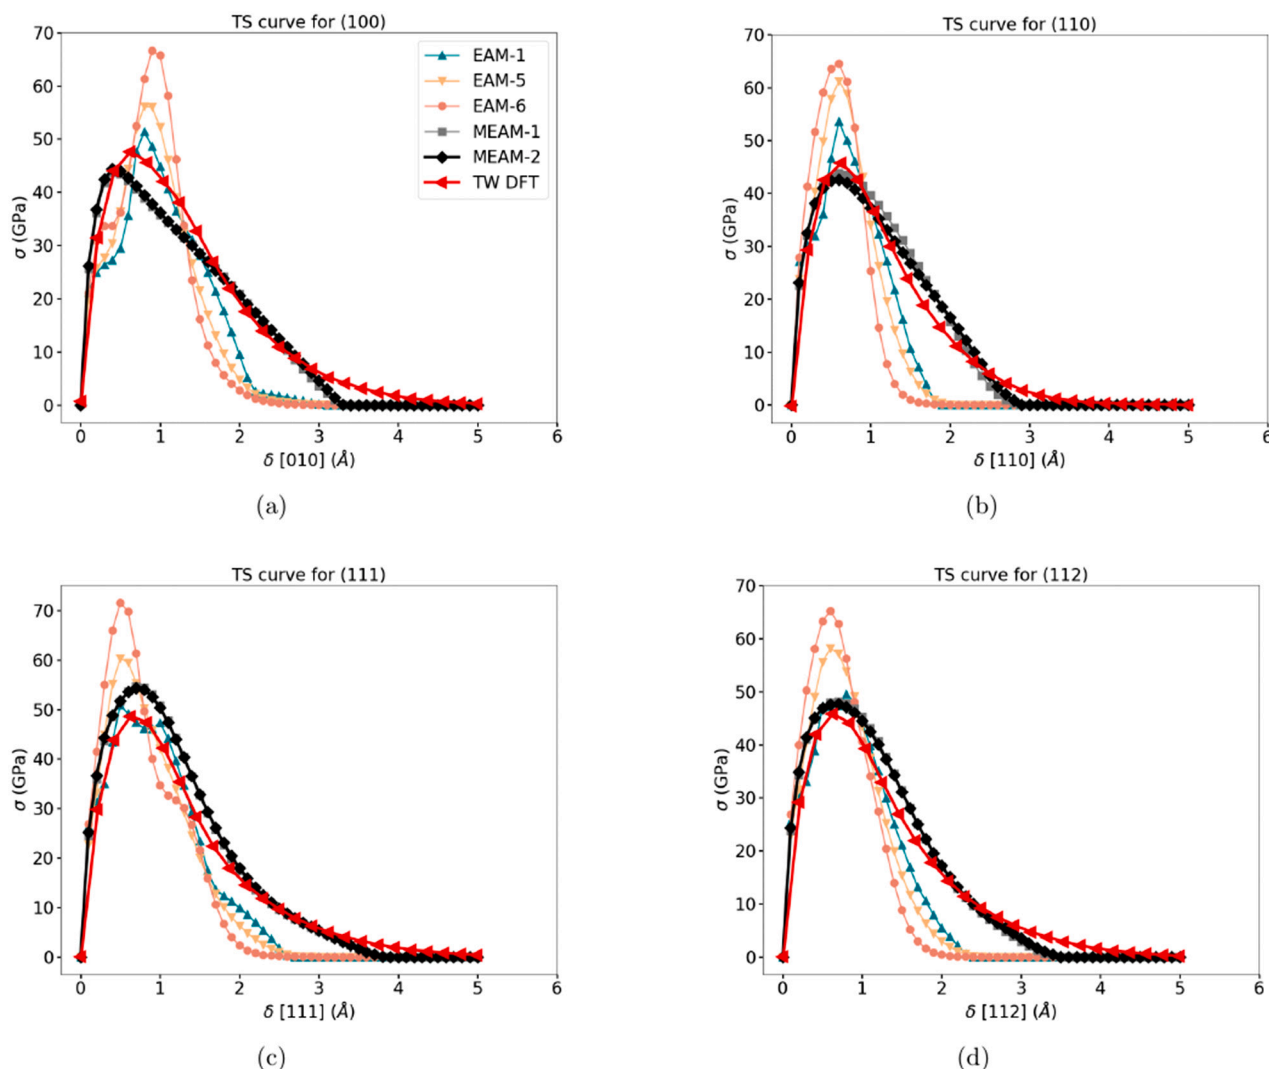 TS curve for (100)
70
60
50
40
30
20
10
0
σ (GPa)
EAM-1
EAM-5
EAM-6
MEAM-1
MEAM-2
TW DFT
0 1 2 3 4 5 6
δ [010] (Å)
(a)
TS curve for (110)
70
60
50
40
30
20
10
0
σ (GPa)
0 1 2 3 4 5 6
δ [110] (Å)
(b)
TS curve for (111)
70
60
50
40
30
20
10
0
σ (GPa)
0 1 2 3 4 5 6
δ [111] (Å)
(c)
TS curve for (112)
70
60
50
40
30
20
10
0
σ (GPa)
0 1 2 3 4 5 6
δ [112] (Å)
(d)